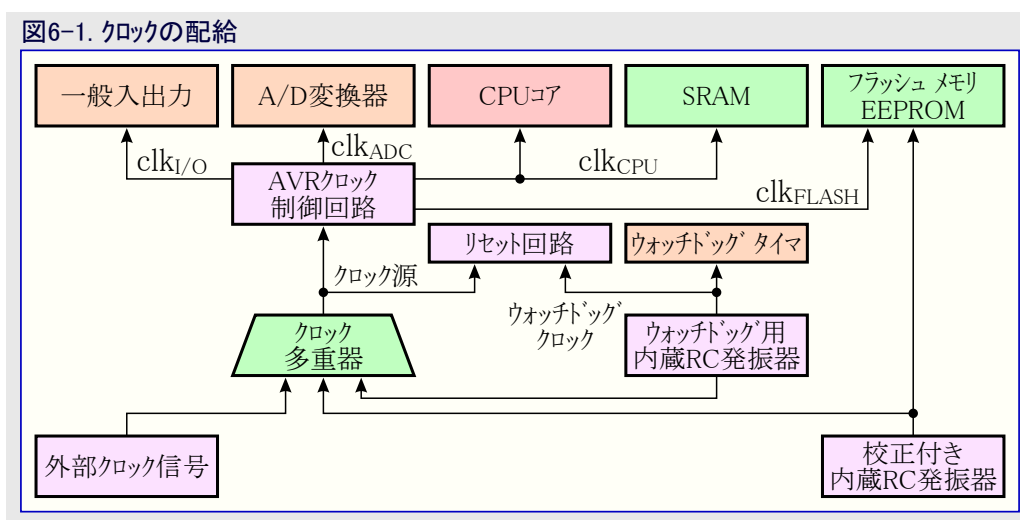 図6-1. ｸﾛｯｸの配給
一般入出力
A/D変換器
CPUｺｱ
SRAM
ﾌﾗｯｼｭ ﾒﾓﾘ
EEPROM
clkI/O
clkADC
clkCPU
clkFLASH
AVRｸﾛｯｸ
制御回路
ﾘｾｯﾄ回路
ｳｫｯﾁﾄﾞｯｸﾞ ﾀｲﾏ
ｸﾛｯｸ源
ｳｫｯﾁﾄﾞｯｸﾞ
ｸﾛｯｸ
ｸﾛｯｸ
多重器
ｳｫｯﾁﾄﾞｯｸﾞ用
内蔵RC発振器
外部ｸﾛｯｸ信号
校正付き
内蔵RC発振器